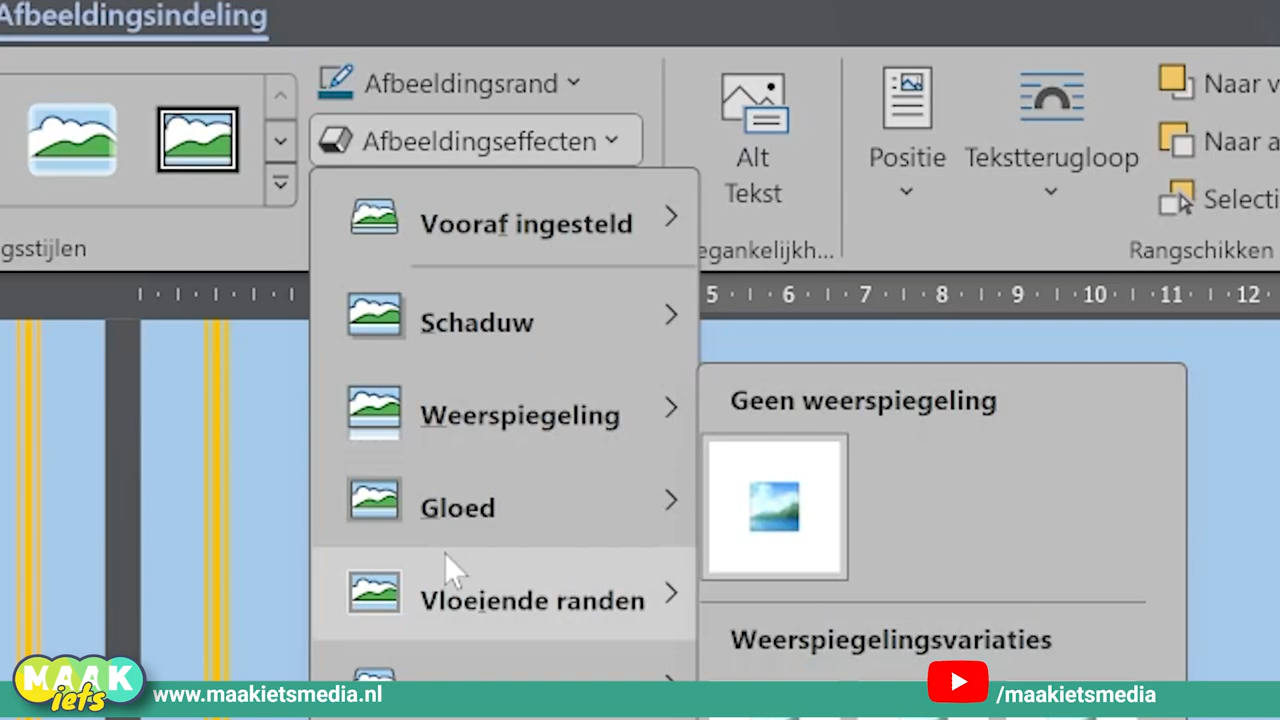 Afbeeldingsindeling
Afbeeldingsrand
Afbeeldingseffecten
Alt
Tekst
Positie
Tekstterugloop
Naar v
Naar a
Selecti
gsstijlen
egankelijkh...
Rangschikken
5 6 7 8 9 10 11 12
Vooraf ingesteld
Schaduw
Weerspiegeling
Gloed
Vloeiende randen
Geen weerspiegeling
Weerspiegelingsvariaties
MAAK
iets
www.maakietsmedia.nl
/maakietsmedia